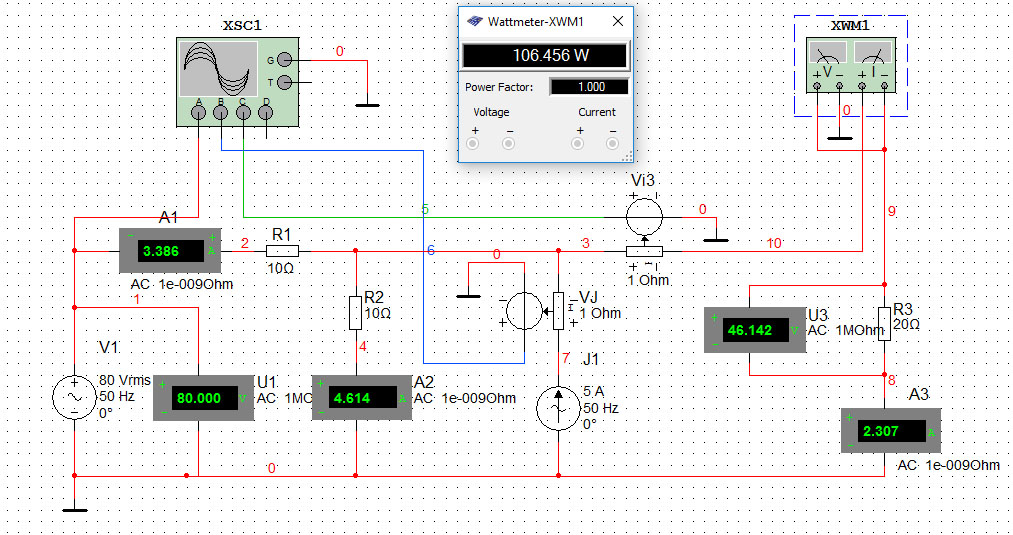 XSC1
G
T
A B C D
0
Wattmeter-XWM1
106.456 W
Power Factor: 1.000
Voltage Current
+ − + −
XWM1
+ V − + I −
0
A1
3.386 A
AC 1e-009Ohm
1
2
R1
10Ω
5
6
0
3
Vi3
0
1 Ohm
10
9
R2
10Ω
4
VJ
1 Ohm
7
J1
5 A
50 Hz
0°
V1
80 Vrms
50 Hz
0°
80.000 V
U1
AC 1MO
4.614 A
A2
AC 1e-009Ohm
46.142 V
U3
AC 1MOhm
R3
20Ω
8
A3
2.307 A
AC 1e-009Ohm
0